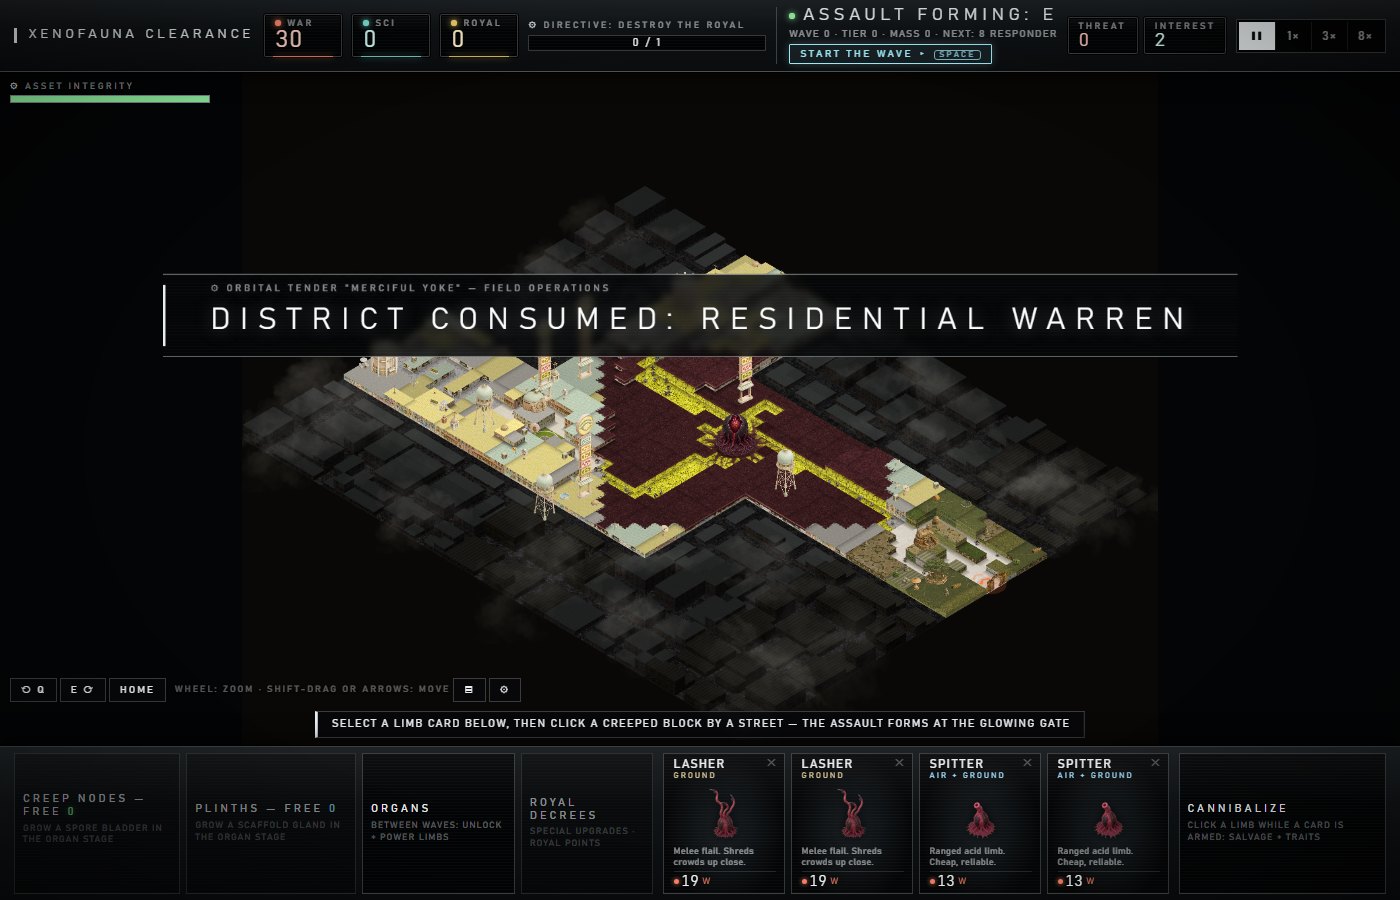 XENOFAUNA CLEARANCE
WAR
30
SCI
0
ROYAL
0
DIRECTIVE: DESTROY THE ROYAL
0 / 1
ASSAULT FORMING: E
WAVE 0 · TIER 0 · MASS 0 · NEXT: 8 RESPONDER
START THE WAVE ▸ SPACE
THREAT
0
INTEREST
2
1×
3×
8×
ASSET INTEGRITY
ORBITAL TENDER "MERCIFUL YOKE" — FIELD OPERATIONS
DISTRICT CONSUMED: RESIDENTIAL WARREN
Q
E
HOME
WHEEL: ZOOM · SHIFT-DRAG OR ARROWS: MOVE
SELECT A LIMB CARD BELOW, THEN CLICK A CREEPED BLOCK BY A STREET — THE ASSAULT FORMS AT THE GLOWING GATE
CREEP NODES —
FREE 0
GROW A SPORE BLADDER IN
THE ORGAN STAGE
PLINTHS — FREE 0
GROW A SCAFFOLD GLAND IN
THE ORGAN STAGE
ORGANS
BETWEEN WAVES: UNLOCK
+ POWER LIMBS
ROYAL
DECREES
SPECIAL UPGRADES ·
ROYAL POINTS
LASHER
GROUND
Melee flail. Shreds
crowds up close.
19 W
LASHER
GROUND
Melee flail. Shreds
crowds up close.
19 W
SPITTER
AIR + GROUND
Ranged acid limb.
Cheap, reliable.
13 W
SPITTER
AIR + GROUND
Ranged acid limb.
Cheap, reliable.
13 W
CANNIBALIZE
CLICK A LIMB WHILE A CARD IS
ARMED: SALVAGE + TRAITS